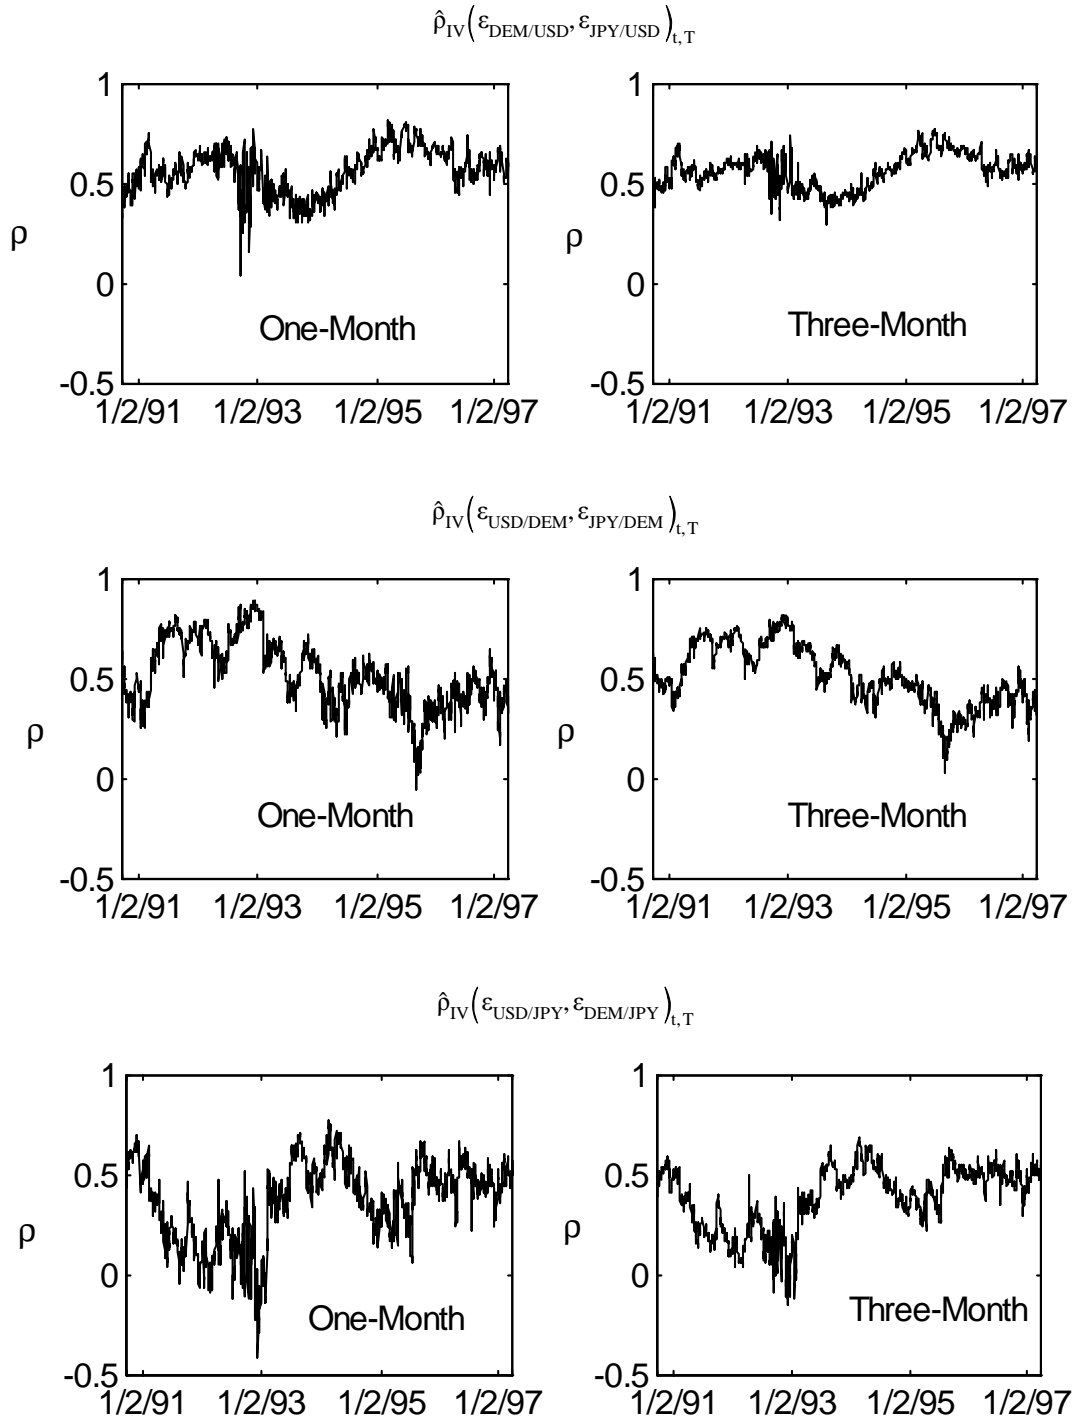 ρ̂IV(εDEM/USD, εJPY/USD)t,T
1
0.5
0
-0.5
ρ
One-Month
1/2/91 1/2/93 1/2/95 1/2/97
1
0.5
0
-0.5
ρ
Three-Month
1/2/91 1/2/93 1/2/95 1/2/97
ρ̂IV(εUSD/DEM, εJPY/DEM)t,T
1
0.5
0
-0.5
ρ
One-Month
1/2/91 1/2/93 1/2/95 1/2/97
1
0.5
0
-0.5
ρ
Three-Month
1/2/91 1/2/93 1/2/95 1/2/97
ρ̂IV(εUSD/JPY, εDEM/JPY)t,T
1
0.5
0
-0.5
ρ
One-Month
1/2/91 1/2/93 1/2/95 1/2/97
1
0.5
0
-0.5
ρ
Three-Month
1/2/91 1/2/93 1/2/95 1/2/97